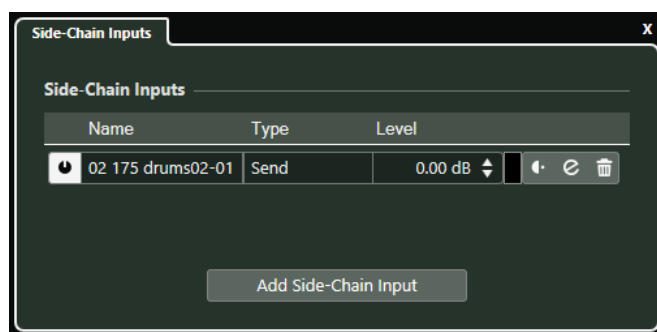 Side-Chain Inputs X
Side-Chain Inputs
Name Type Level
02 175 drums02-01 Send 0.00 dB
Add Side-Chain Input